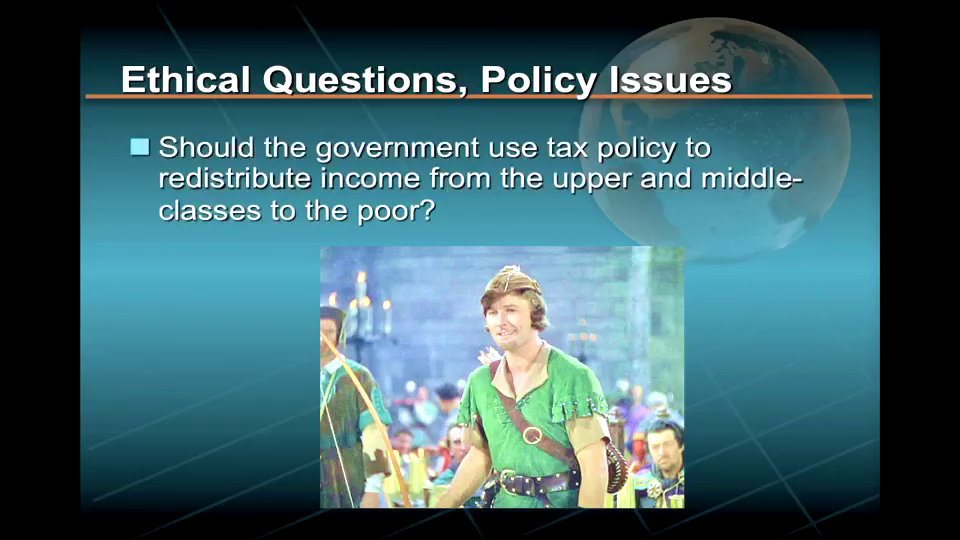 Ethical Questions, Policy Issues
Should the government use tax policy to
redistribute income from the upper and middle-
classes to the poor?